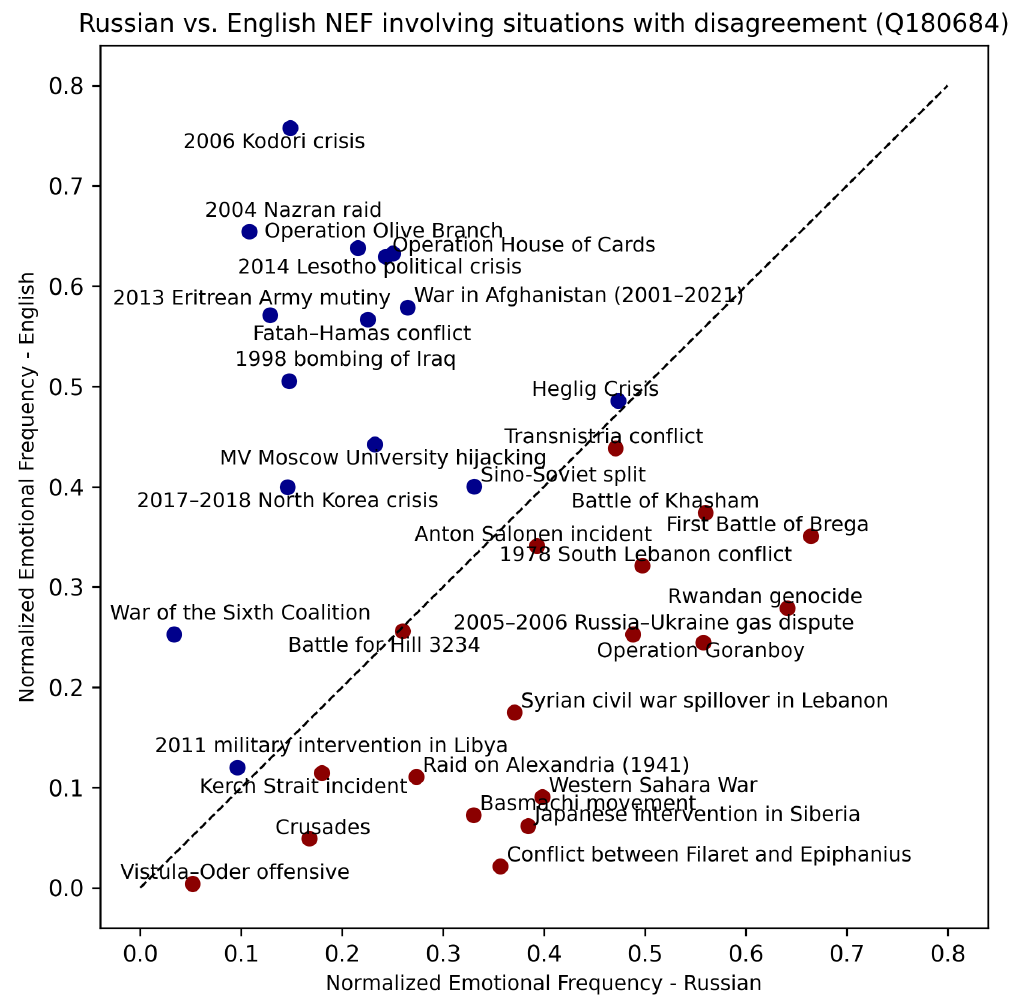 Russian vs. English NEF involving situations with disagreement (Q180684)
0.8
2006 Kodori crisis
0.7
2004 Nazran raid
Operation Olive Branch
Operation House of Cards
2014 Lesotho political crisis
0.6
2013 Eritrean Army mutiny
War in Afghanistan (2001–2021)
Fatah–Hamas conflict
1998 bombing of Iraq
0.5
Heglig Crisis
Transnistria conflict
MV Moscow University hijacking
Sino-Soviet split
0.4
2017–2018 North Korea crisis
Battle of Khasham
First Battle of Brega
Anton Salonen incident
1978 South Lebanon conflict
0.3
Rwandan genocide
War of the Sixth Coalition
2005–2006 Russia–Ukraine gas dispute
Battle for Hill 3234
Operation Goranboy
0.2
Syrian civil war spillover in Lebanon
2011 military intervention in Libya
Raid on Alexandria (1941)
0.1
Kerch Strait incident
Western Sahara War
Basmachi movement
Japanese intervention in Siberia
Crusades
Conflict between Filaret and Epiphanius
Vistula–Oder offensive
0.0
Normalized Emotional Frequency - English
0.0 0.1 0.2 0.3 0.4 0.5 0.6 0.7 0.8
Normalized Emotional Frequency - Russian